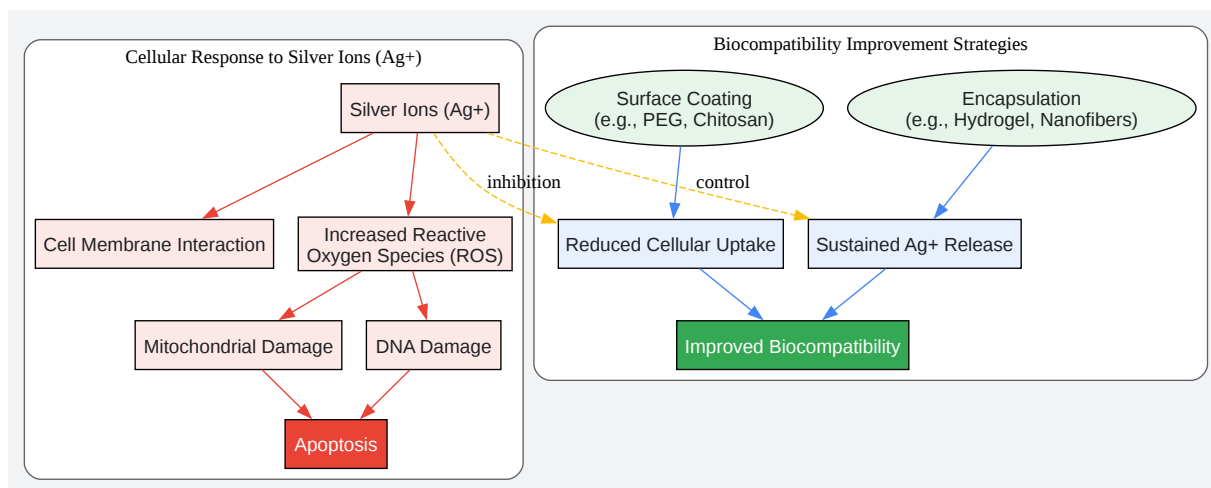 Cellular Response to Silver Ions (Ag+)
Silver Ions (Ag+)
Cell Membrane Interaction
Increased Reactive
Oxygen Species (ROS)
Mitochondrial Damage
DNA Damage
Apoptosis
inhibition
control
Biocompatibility Improvement Strategies
Surface Coating
(e.g., PEG, Chitosan)
Encapsulation
(e.g., Hydrogel, Nanofibers)
Reduced Cellular Uptake
Sustained Ag+ Release
Improved Biocompatibility